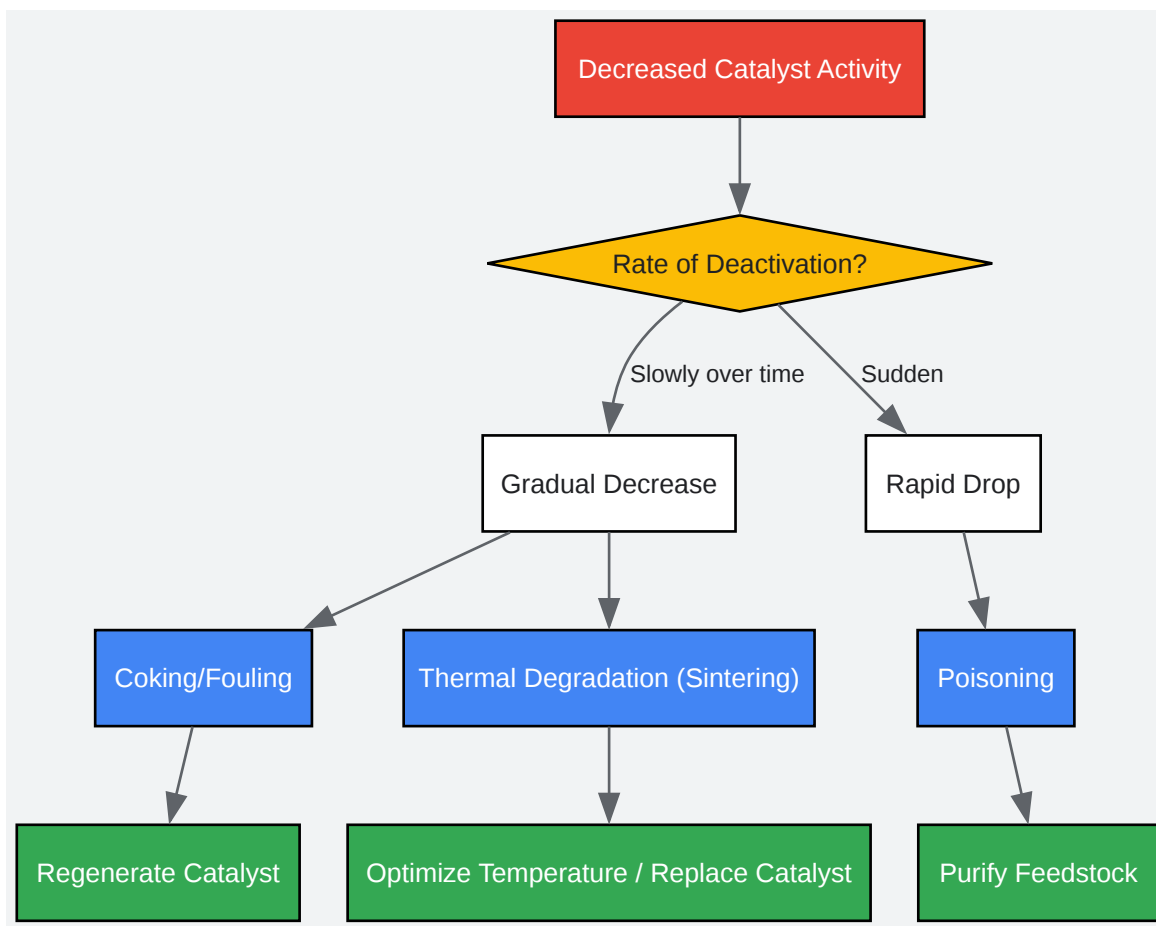 Decreased Catalyst Activity
Rate of Deactivation?
Slowly over time
Sudden
Gradual Decrease
Rapid Drop
Coking/Fouling
Thermal Degradation (Sintering)
Poisoning
Regenerate Catalyst
Optimize Temperature / Replace Catalyst
Purify Feedstock